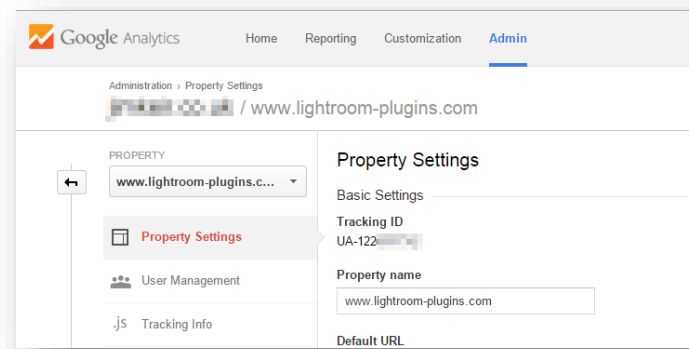 Google Analytics Home Reporting Customization Admin
Administration › Property Settings
/ www.lightroom-plugins.com
PROPERTY
www.lightroom-plugins.c...
Property Settings
User Management
.js Tracking Info
Property Settings
Basic Settings
Tracking ID
UA-122
Property name
www.lightroom-plugins.com
Default URL